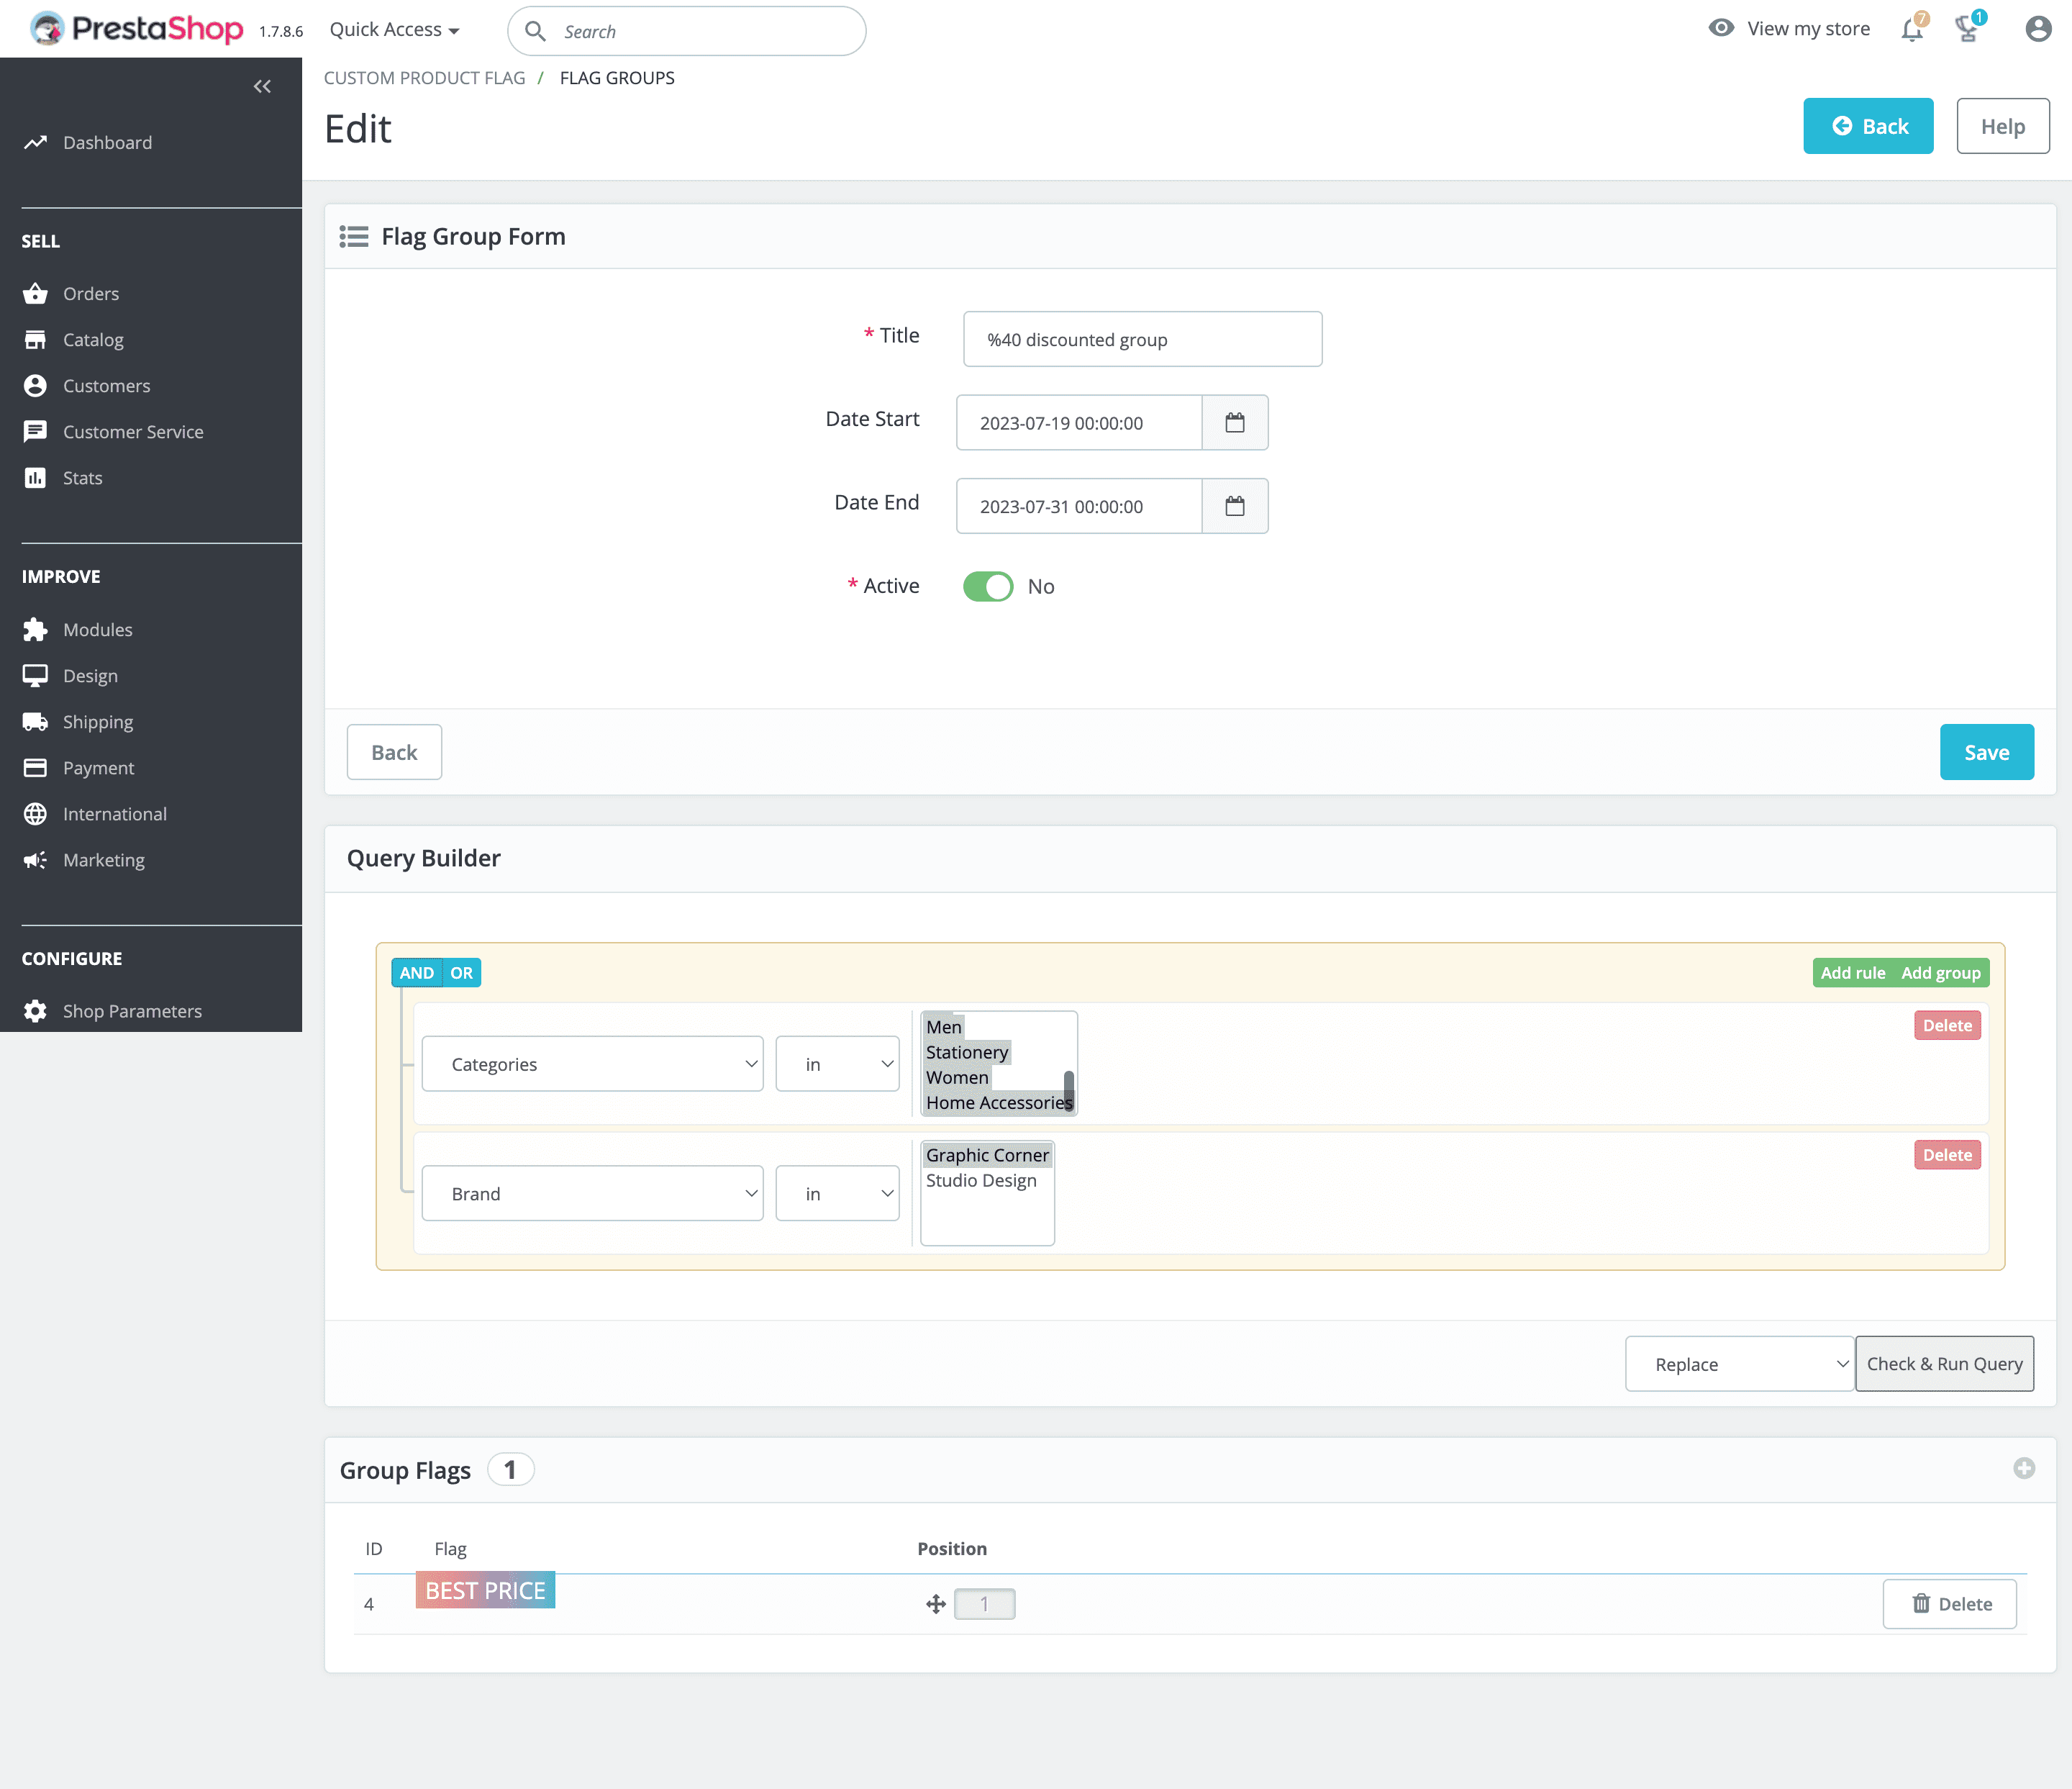 PrestaShop 1.7.8.6 Quick Access Search View my store 7 1
CUSTOM PRODUCT FLAG / FLAG GROUPS
Edit
Back
Help
Dashboard
SELL
Orders
Catalog
Customers
Customer Service
Stats
IMPROVE
Modules
Design
Shipping
Payment
International
Marketing
CONFIGURE
Shop Parameters
Flag Group Form
* Title %40 discounted group
Date Start 2023-07-19 00:00:00
Date End 2023-07-31 00:00:00
* Active No
Back Save
Query Builder
AND OR Add rule Add group
Categories in
Men
Stationery
Women
Home Accessories
Delete
Brand in
Graphic Corner
Studio Design
Delete
Replace Check & Run Query
Group Flags 1
ID Flag Position
4 BEST PRICE 1 Delete